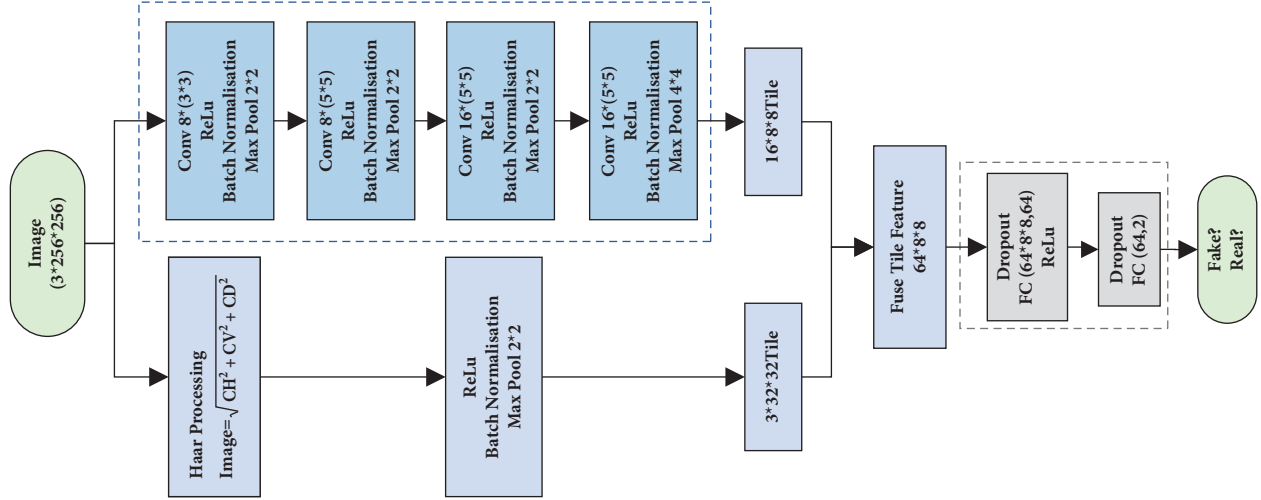 Image
(3*256*256)
Conv 8*(3*3)
ReLu
Batch Normalisation
Max Pool 2*2
Conv 8*(5*5)
ReLu
Batch Normalisation
Max Pool 2*2
Conv 16*(5*5)
ReLu
Batch Normalisation
Max Pool 2*2
Conv 16*(5*5)
ReLu
Batch Normalisation
Max Pool 4*4
16*8*8Tile
Haar Processing
Image=√CH² + CV² + CD²
ReLu
Batch Normalisation
Max Pool 2*2
3*32*32Tile
Fuse Tile Feature
64*8*8
Dropout
FC (64*8*8,64)
ReLu
Dropout
FC (64,2)
Fake?
Real?